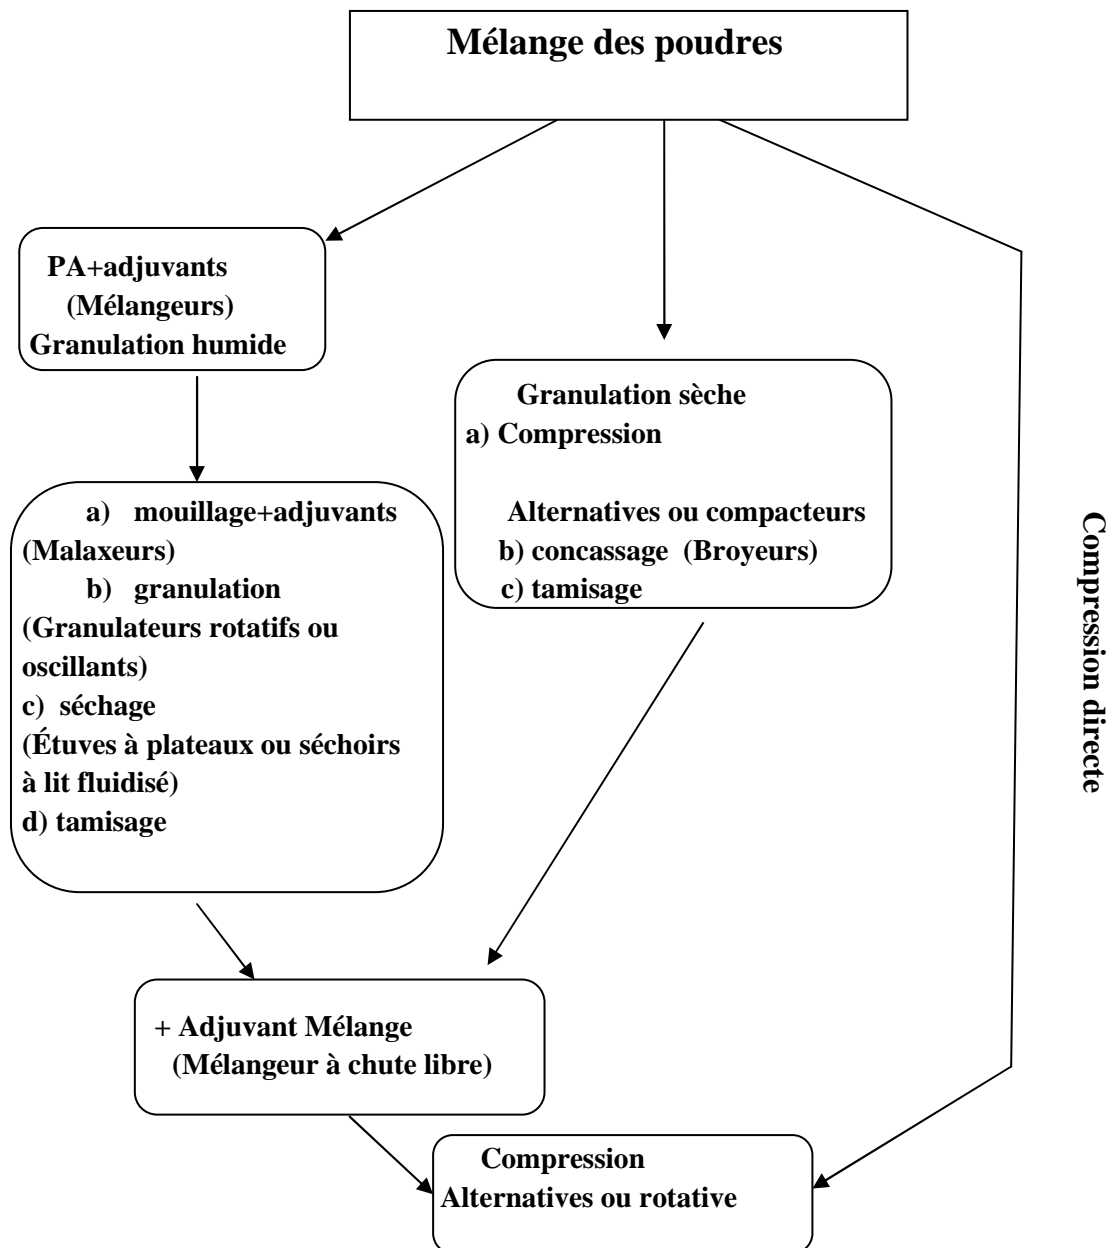 Mélange des poudres
PA+adjuvants
(Mélangeurs)
Granulation humide
Granulation sèche
a) Compression
Alternatives ou compacteurs
b) concassage (Broyeurs)
c) tamisage
a) mouillage+adjuvants
(Malaxeurs)
b) granulation
(Granulateurs rotatifs ou
oscillants)
c) séchage
(Étuves à plateaux ou séchoirs
à lit fluidisé)
d) tamisage
Compression directe
+ Adjuvant Mélange
(Mélangeur à chute libre)
Compression
Alternatives ou rotative